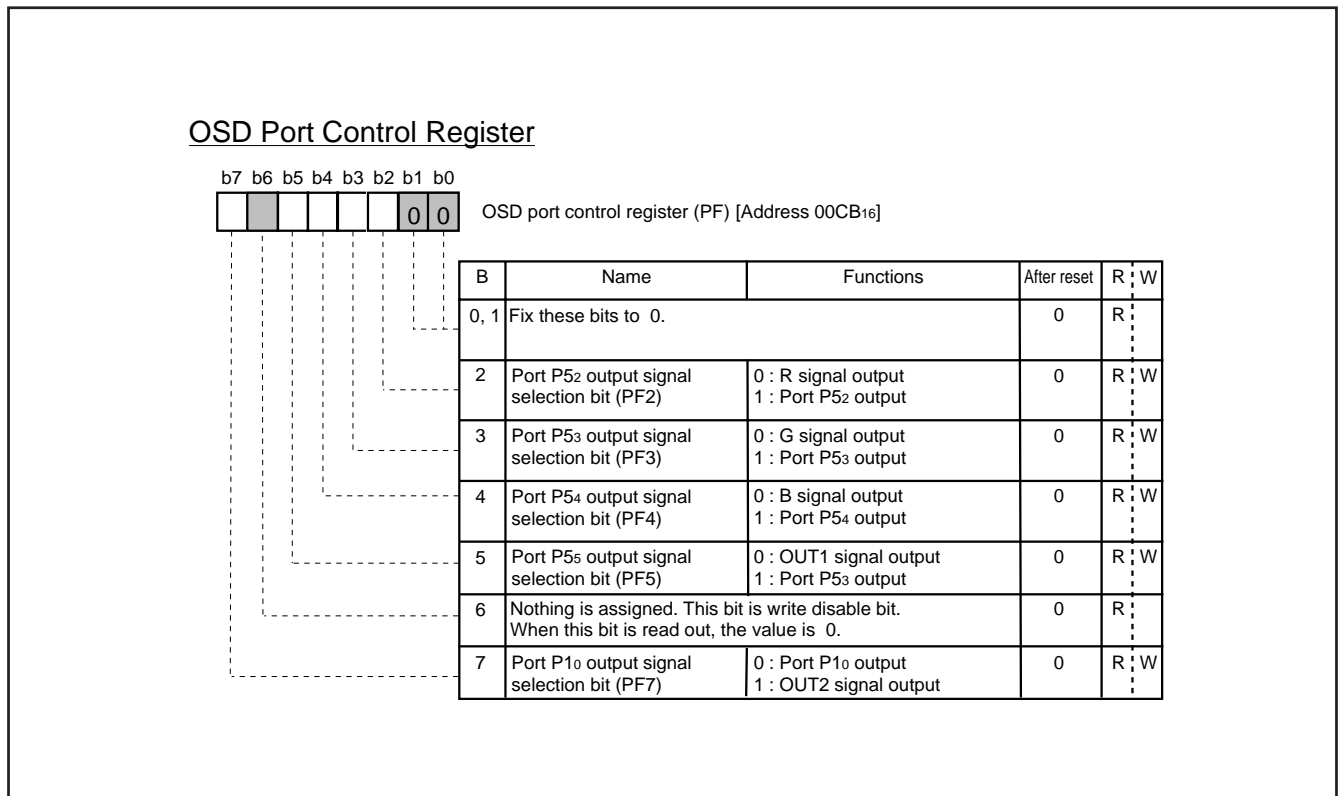 OSD Port Control Register
b7 b6 b5 b4 b3 b2 b1 b0
0 0
OSD port control register (PF) [Address 00CB16]
B Name Functions After reset R W
0, 1 Fix these bits to 0. 0 R
2 Port P52 output signal selection bit (PF2) 0 : R signal output 1 : Port P52 output 0 R W
3 Port P53 output signal selection bit (PF3) 0 : G signal output 1 : Port P53 output 0 R W
4 Port P54 output signal selection bit (PF4) 0 : B signal output 1 : Port P54 output 0 R W
5 Port P55 output signal selection bit (PF5) 0 : OUT1 signal output 1 : Port P53 output 0 R W
6 Nothing is assigned. This bit is write disable bit. When this bit is read out, the value is 0. 0 R
7 Port P10 output signal selection bit (PF7) 0 : Port P10 output 1 : OUT2 signal output 0 R W